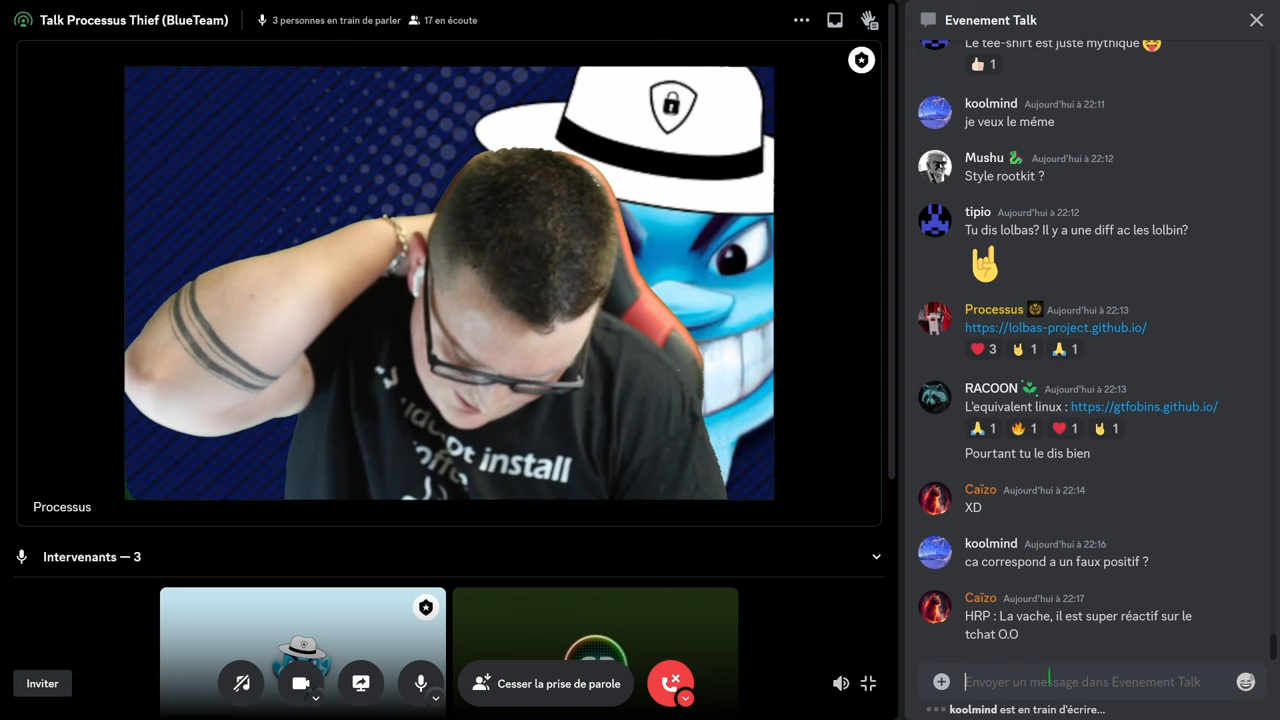 Talk Processus Thief (BlueTeam)
3 personnes en train de parler
17 en écoute
Processus
Intervenants — 3
Inviter
Cesser la prise de parole
Evenement Talk
Le tee-shirt est juste mythique 😝
👍🏻 1
koolmind Aujourd'hui à 22:11
je veux le méme
Mushu 🐉 Aujourd'hui à 22:12
Style rootkit ?
tipio Aujourd'hui à 22:12
Tu dis lolbas? Il y a une diff ac les lolbin?
🤘
Processus Aujourd'hui à 22:13
https://lolbas-project.github.io/
❤️ 3 🤘 1 🙏 1
RACOON 🌿 Aujourd'hui à 22:13
L'equivalent linux : https://gtfobins.github.io/
🙏 1 🔥 1 ❤️ 1 🤘 1
Pourtant tu le dis bien
Caïzo Aujourd'hui à 22:14
XD
koolmind Aujourd'hui à 22:16
ca correspond a un faux positif ?
Caïzo Aujourd'hui à 22:17
HRP : La vache, il est super réactif sur le
tchat O.O
Envoyer un message dans Evenement Talk
koolmind est en train d'écrire...
install